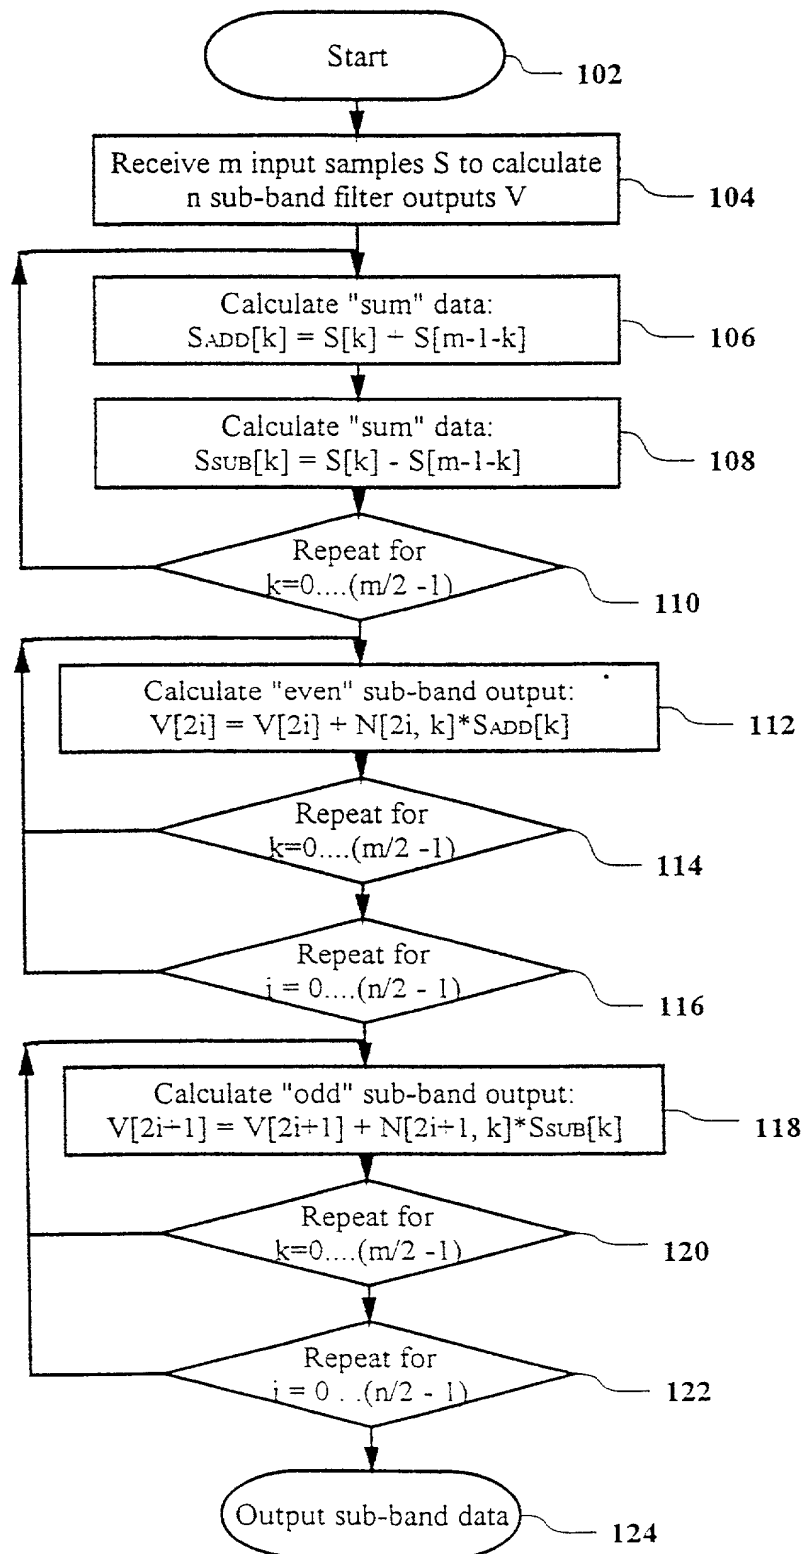 Start
102
Receive m input samples S to calculate
n sub-band filter outputs V
104
Calculate "sum" data:
SADD[k] = S[k] + S[m-1-k]
106
Calculate "sum" data:
SSUB[k] = S[k] - S[m-1-k]
108
Repeat for
k=0....(m/2 -1)
110
Calculate "even" sub-band output:
V[2i] = V[2i] + N[2i, k]*SADD[k]
112
Repeat for
k=0....(m/2 -1)
114
Repeat for
i = 0....(n/2 - 1)
116
Calculate "odd" sub-band output:
V[2i+1] = V[2i+1] + N[2i+1, k]*SSUB[k]
118
Repeat for
k=0....(m/2 -1)
120
Repeat for
i = 0 . . .(n/2 - 1)
122
Output sub-band data
124